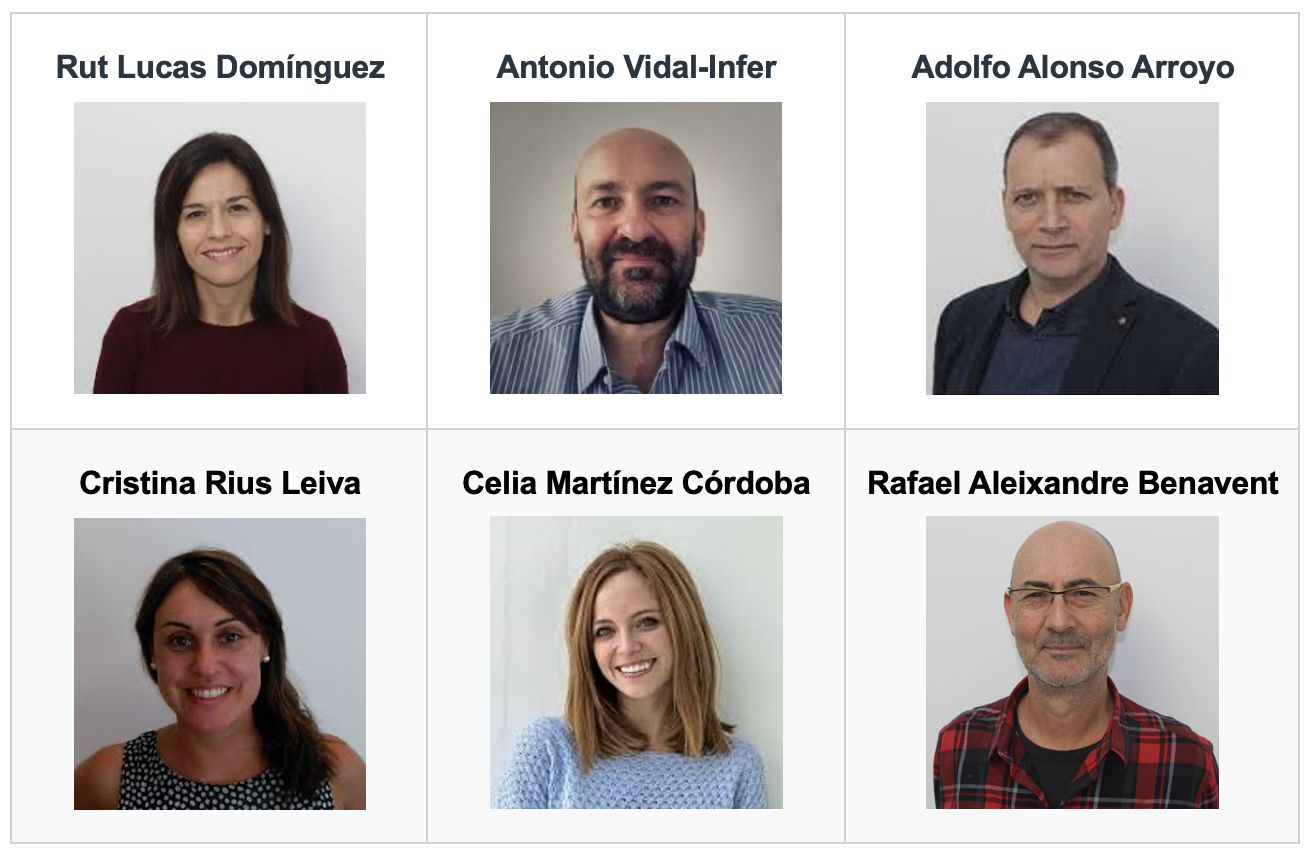 Rut Lucas Domínguez
Antonio Vidal-Infer
Adolfo Alonso Arroyo
Cristina Rius Leiva
Celia Martínez Córdoba
Rafael Aleixandre Benavent